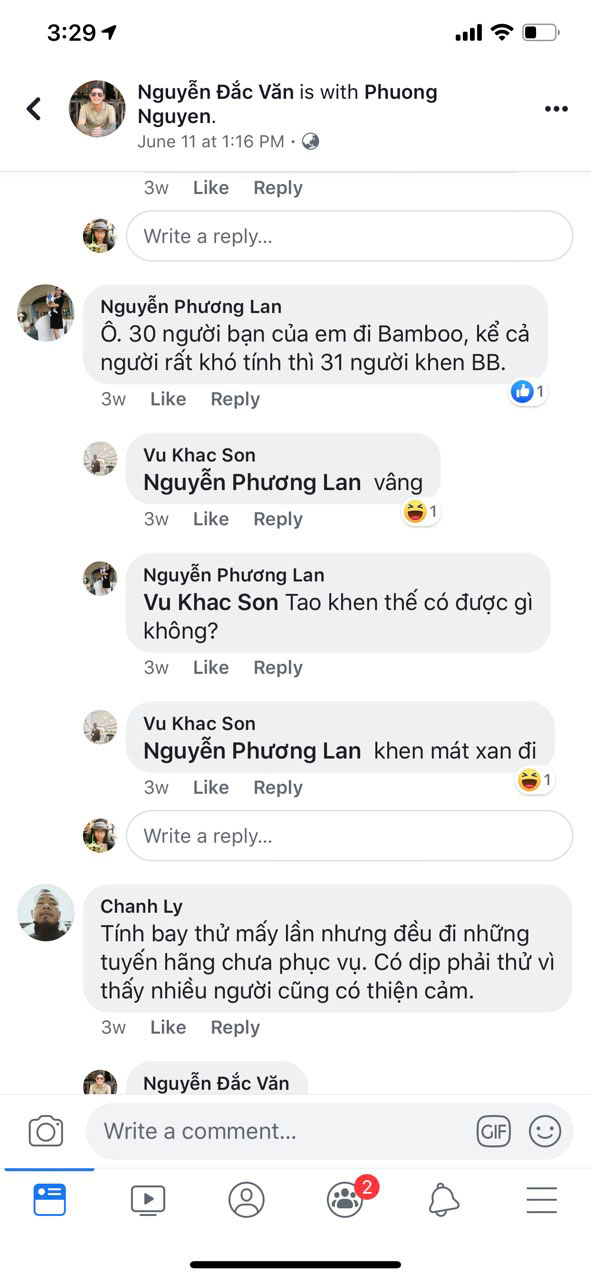 3:29
Nguyễn Đắc Văn is with Phuong
Nguyen.
June 11 at 1:16 PM ·
3w Like Reply
Write a reply...
Nguyễn Phương Lan
Ô. 30 người bạn của em đi Bamboo, kể cả
người rất khó tính thì 31 người khen BB.
3w Like Reply
1
Vu Khac Son
Nguyễn Phương Lan vâng
3w Like Reply
1
Nguyễn Phương Lan
Vu Khac Son Tao khen thế có được gì
không?
3w Like Reply
Vu Khac Son
Nguyễn Phương Lan khen mát xan đi
3w Like Reply
1
Write a reply...
Chanh Ly
Tính bay thử mấy lần nhưng đều đi những
tuyến hãng chưa phục vụ. Có dịp phải thử vì
thấy nhiều người cũng có thiện cảm.
3w Like Reply
Nguyễn Đắc Văn
Write a comment...
GIF
2